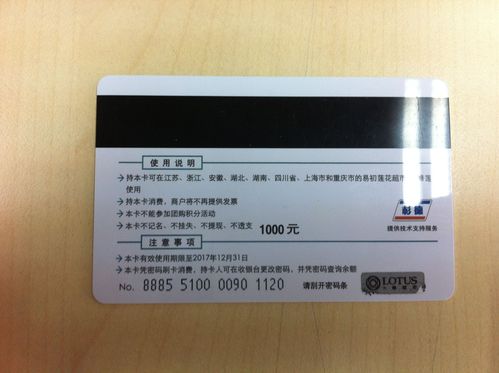 使用说明
持本卡可在江苏、浙江、安徽、湖北、湖南、四川省、上海市和重庆市的易初莲花超市
使用
持本卡消费，商户将不再提供发票
本卡不能参加团购积分活动
本卡不记名、不挂失、不提现、不透支
1000元
提供技术支持服务
注意事项
本卡有效使用期限至2017年12月31日
本卡凭密码刷卡消费，持卡人可在收银台更改密码、并凭密码查询余额
No. 8885 5100 0090 1120
请刮开密码条
LOTUS